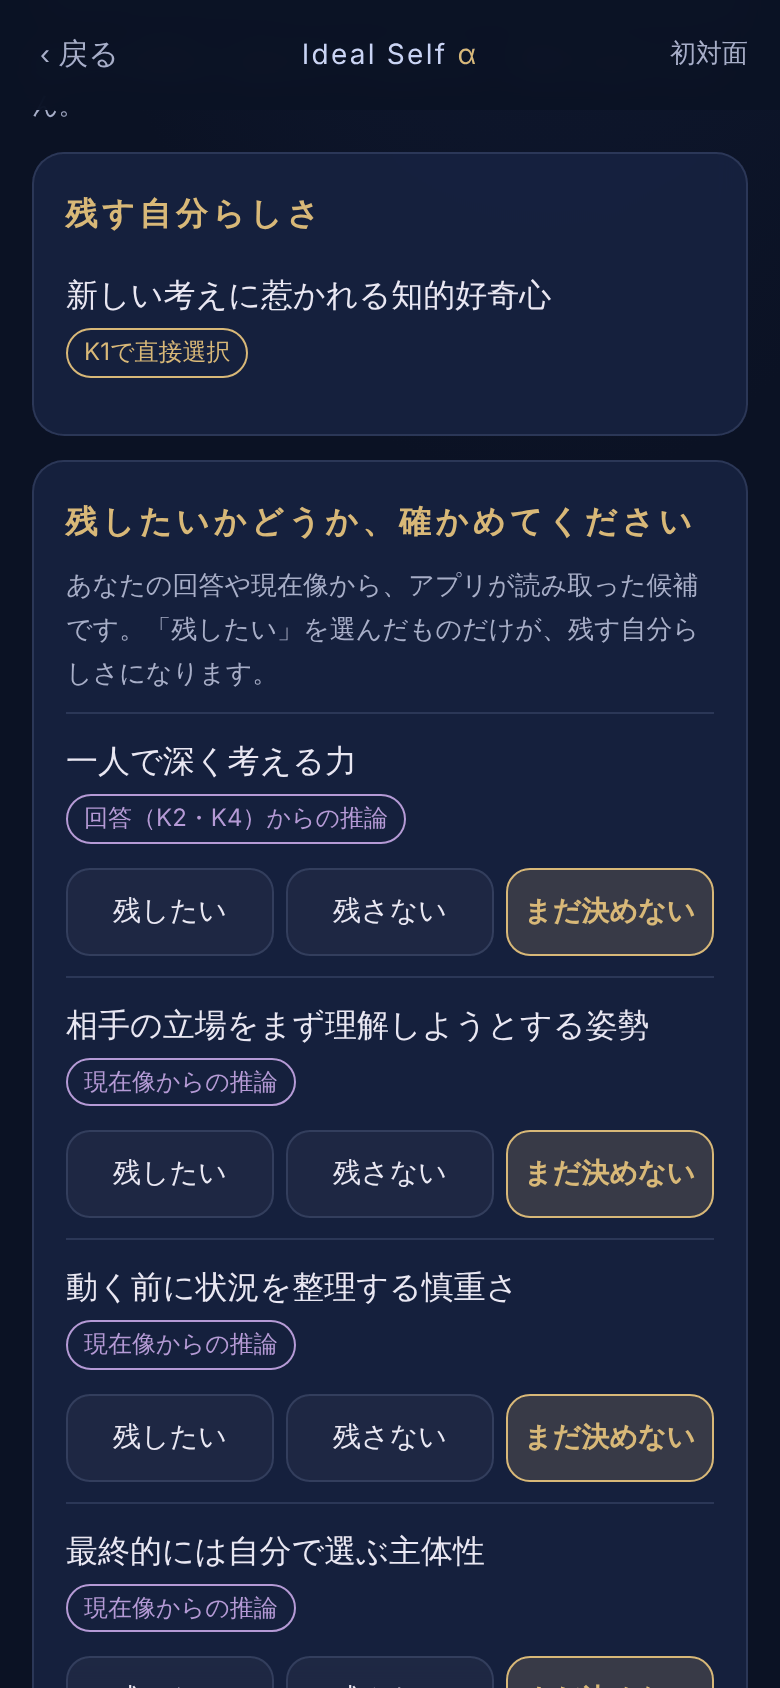 ‹ 戻る
Ideal Self α
初対面
ん。
残す自分らしさ
新しい考えに惹かれる知的好奇心
K1で直接選択
残したいかどうか、確かめてください
あなたの回答や現在像から、アプリが読み取った候補
です。「残したい」を選んだものだけが、残す自分ら
しさになります。
一人で深く考える力
回答（K2・K4）からの推論
残したい
残さない
まだ決めない
相手の立場をまず理解しようとする姿勢
現在像からの推論
残したい
残さない
まだ決めない
動く前に状況を整理する慎重さ
現在像からの推論
残したい
残さない
まだ決めない
最終的には自分で選ぶ主体性
現在像からの推論